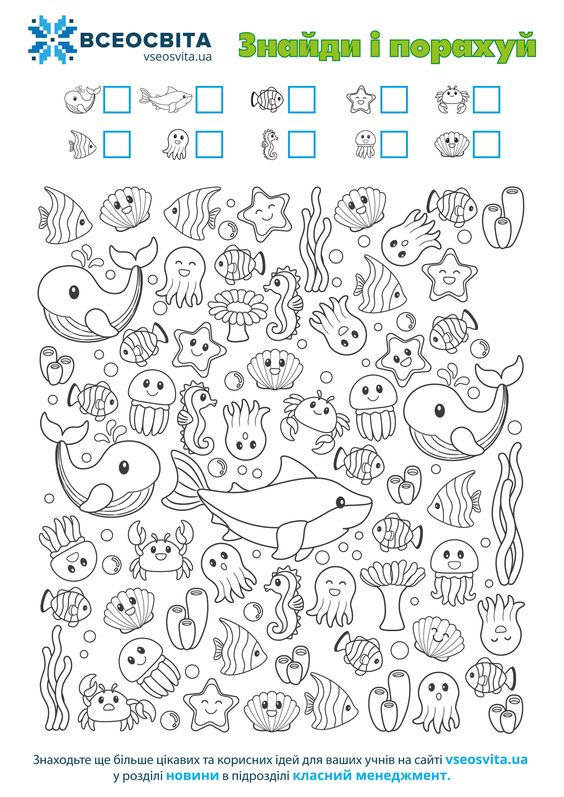 ВСЕОСВІТА
vseosvita.ua
Знайди і порахуй
Знаходьте ще більше цікавих та корисних ідей для ваших учнів на сайті vseosvita.ua
у розділі новини в підрозділі класний менеджмент.